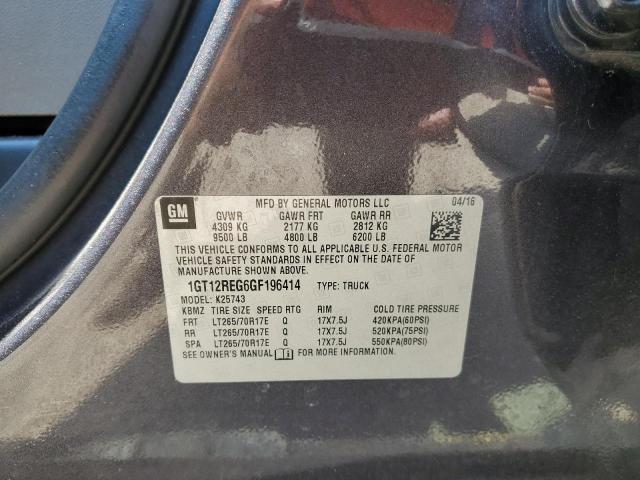 GM
MFD BY GENERAL MOTORS LLC 04/16
GVWR GAWR FRT GAWR RR
4309 KG 2177 KG 2812 KG
9500 LB 4800 LB 6200 LB
THIS VEHICLE CONFORMS TO ALL APPLICABLE U.S. FEDERAL MOTOR
VEHICLE SAFETY STANDARDS IN EFFECT ON THE DATE OF
MANUFACTURE SHOWN ABOVE.
1GT12REG6GF196414 TYPE: TRUCK
MODEL: K25743
KBMZ TIRE SIZE SPEED RTG RIM COLD TIRE PRESSURE
FRT LT265/70R17E Q 17X7.5J 420KPA(60PSI)
RR LT265/70R17E Q 17X7.5J 520KPA(75PSI)
SPA LT265/70R17E Q 17X7.5J 550KPA(80PSI)
SEE OWNER'S MANUAL FOR MORE INFORMATION.